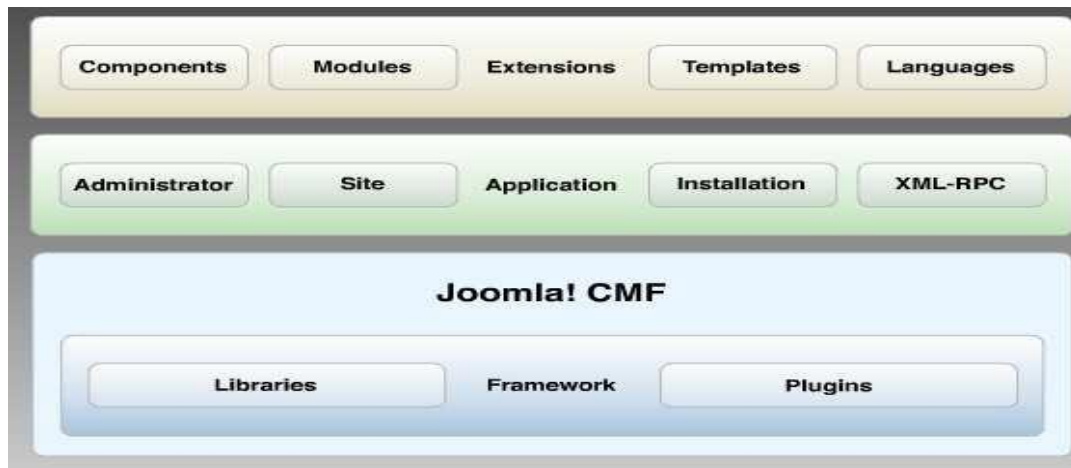 Components Modules Extensions Templates Languages
Administrator Site Application Installation XML-RPC
Joomla! CMF
Libraries Framework Plugins